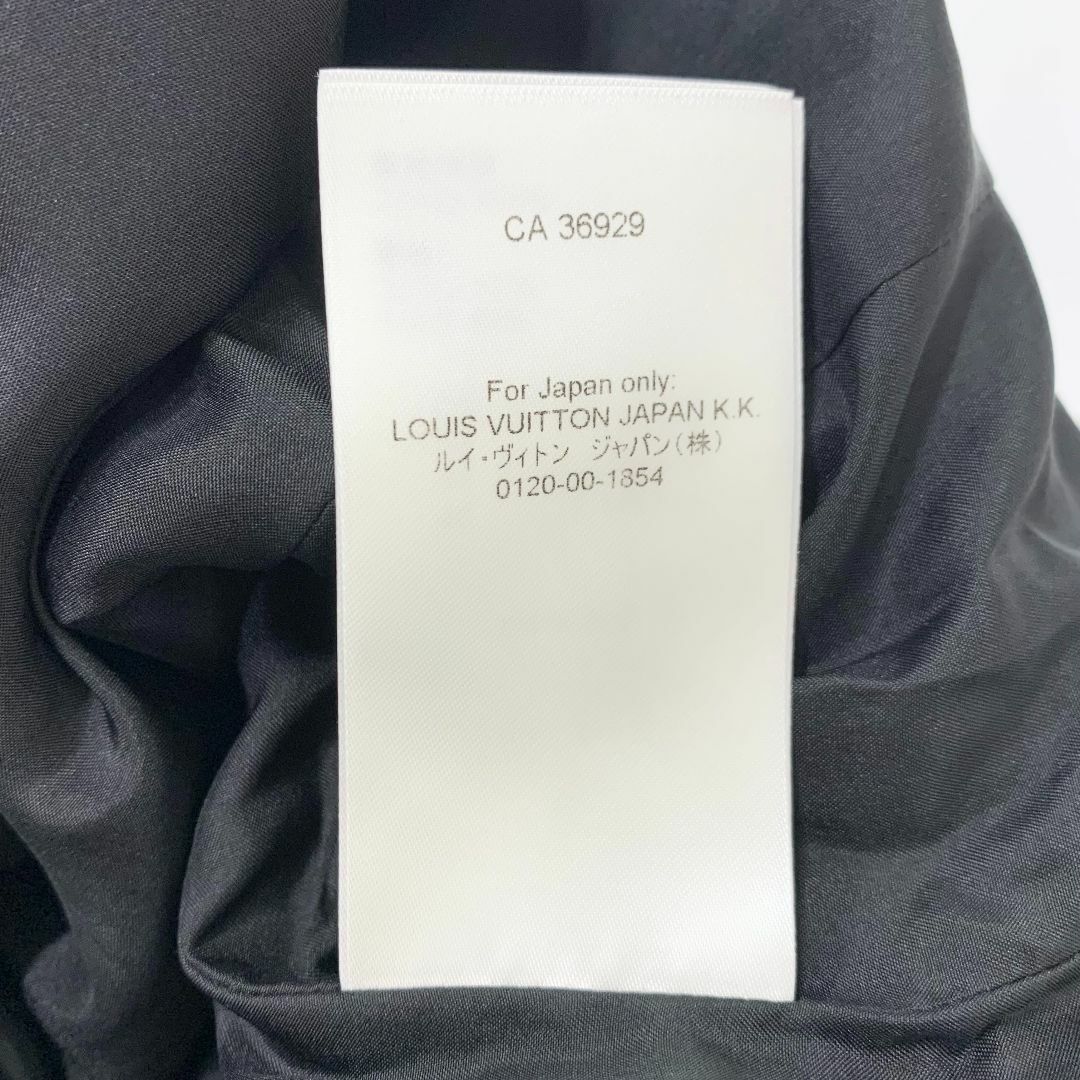 CA 36929
For Japan only:
LOUIS VUITTON JAPAN K.K.
ルイ・ヴィトン ジャパン(株)
0120-00-1854